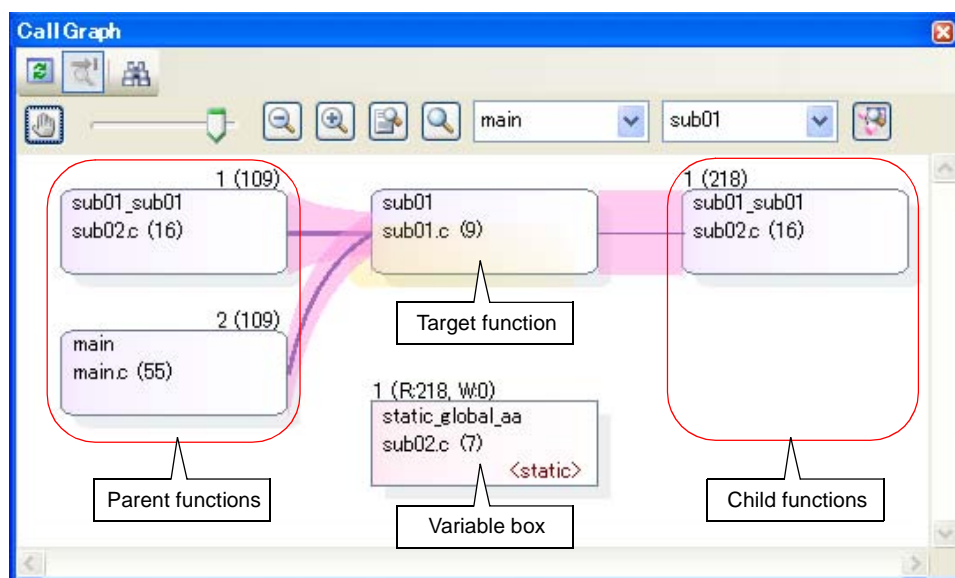 Call Graph
main
sub01
1 (109)
sub01_sub01
sub02.c (16)
sub01
sub01.c (9)
1 (218)
sub01_sub01
sub02.c (16)
Target function
2 (109)
main
main.c (55)
1 (R:218, W:0)
static_global_aa
sub02.c (7)
<static>
Parent functions
Variable box
Child functions